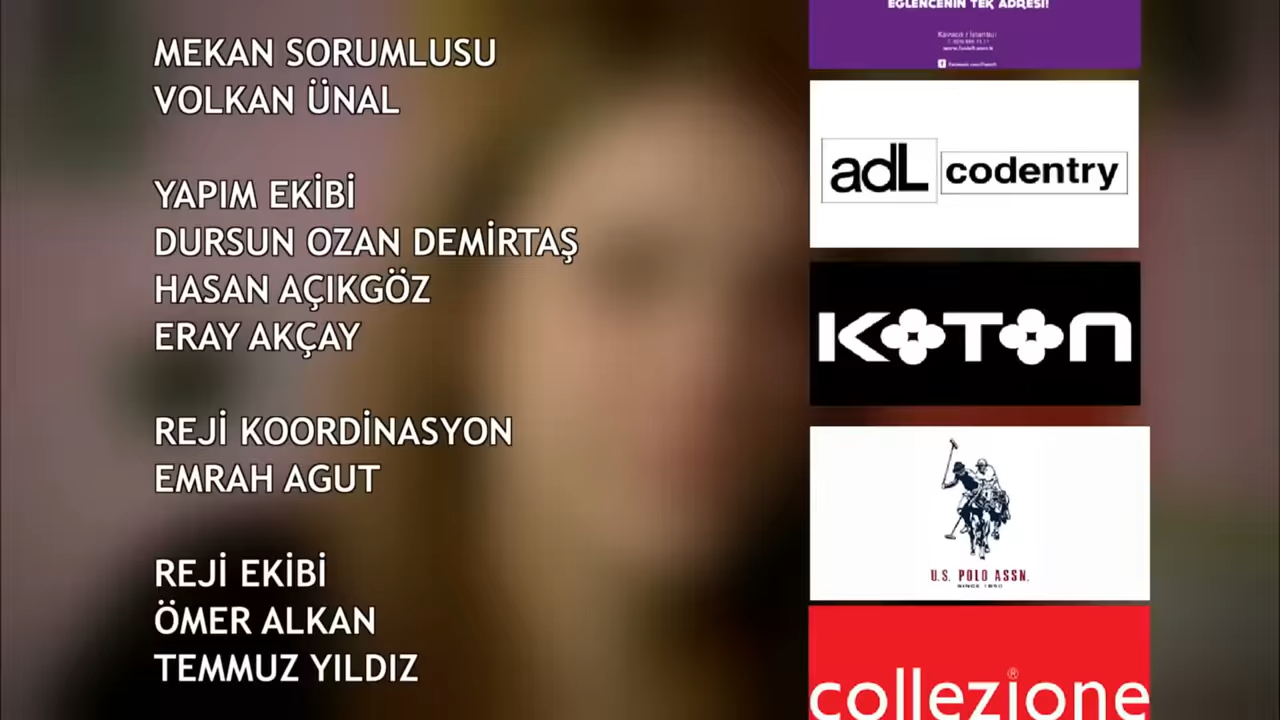 MEKAN SORUMLUSU
VOLKAN ÜNAL
YAPIM EKİBİ
DURSUN OZAN DEMİRTAŞ
HASAN AÇIKGÖZ
ERAY AKÇAY
REJİ KOORDİNASYON
EMRAH AGUT
REJİ EKİBİ
ÖMER ALKAN
TEMMUZ YILDIZ
EĞLENCENİN TEK ADRESİ!
adL codentry
KOTON
U.S. POLO ASSN.
SINCE 1890
collezione®